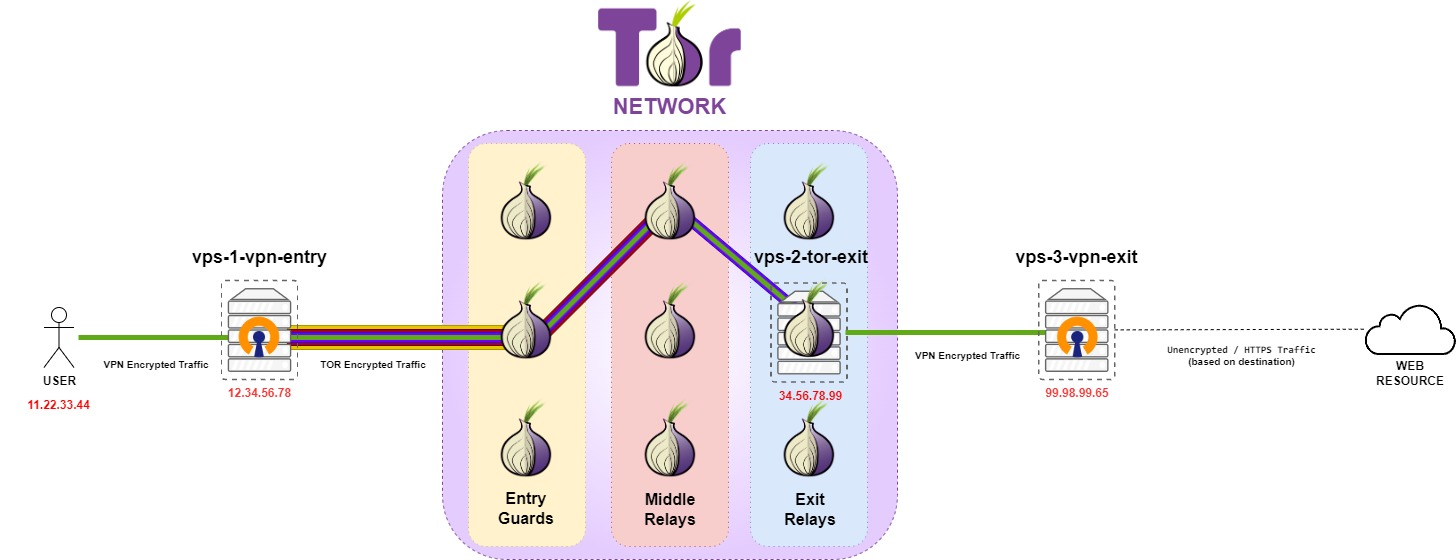 Tor
NETWORK
vps-1-vpn-entry
vps-2-tor-exit
vps-3-vpn-exit
VPN Encrypted Traffic
TOR Encrypted Traffic
VPN Encrypted Traffic
Unencrypted / HTTPS Traffic
(based on destination)
USER
11.22.33.44
12.34.56.78
34.56.78.99
99.98.99.65
WEB
RESOURCE
Entry
Guards
Middle
Relays
Exit
Relays